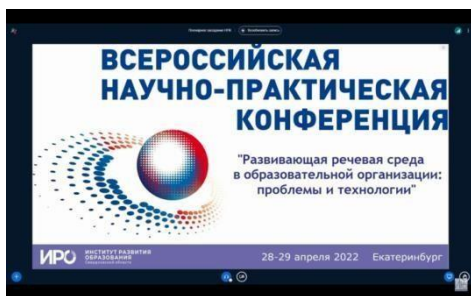 ВСЕРОССИЙСКАЯ
НАУЧНО-ПРАКТИЧЕСКАЯ
КОНФЕРЕНЦИЯ
"Развивающая речевая среда
в образовательной организации:
проблемы и технологии"
ИРО
ИНСТИТУТ РАЗВИТИЯ
ОБРАЗОВАНИЯ
28-29 апреля 2022 Екатеринбург